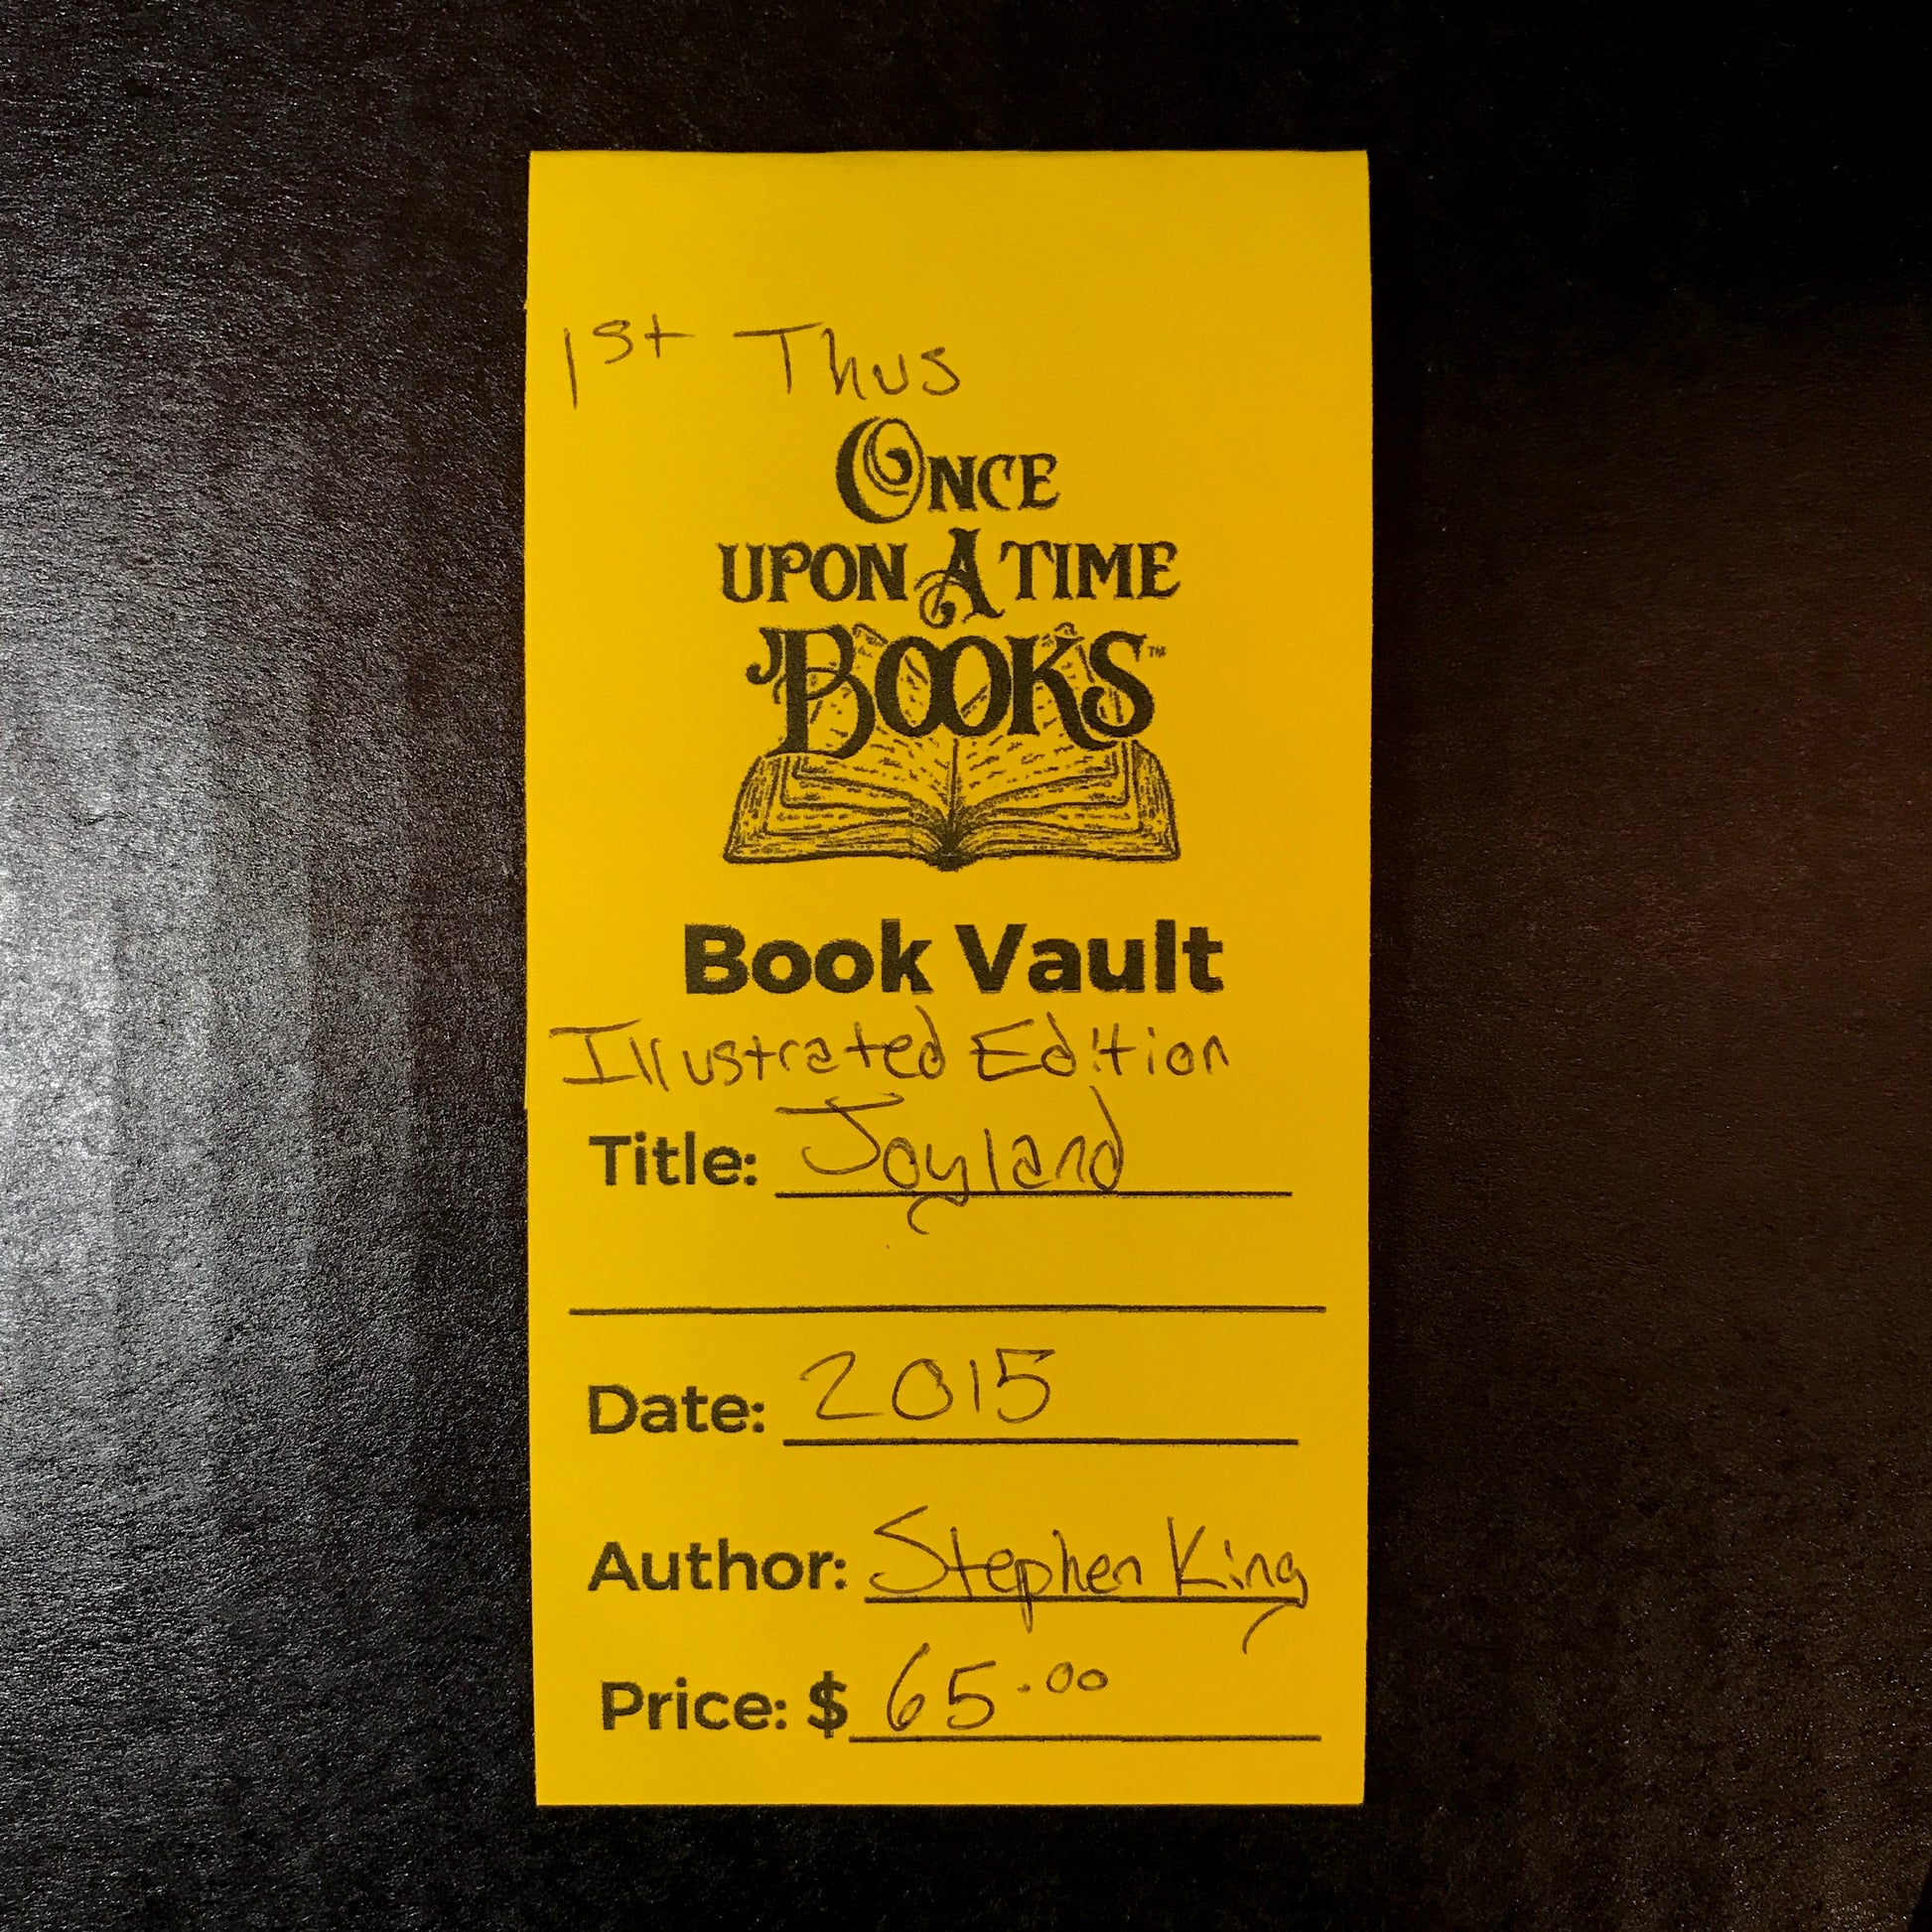 1st Thus
ONCE
UPON A TIME
BOOKS™
Book Vault
Illustrated Edition
Title: Joyland
Date: 2015
Author: Stephen King
Price: $ 65.00